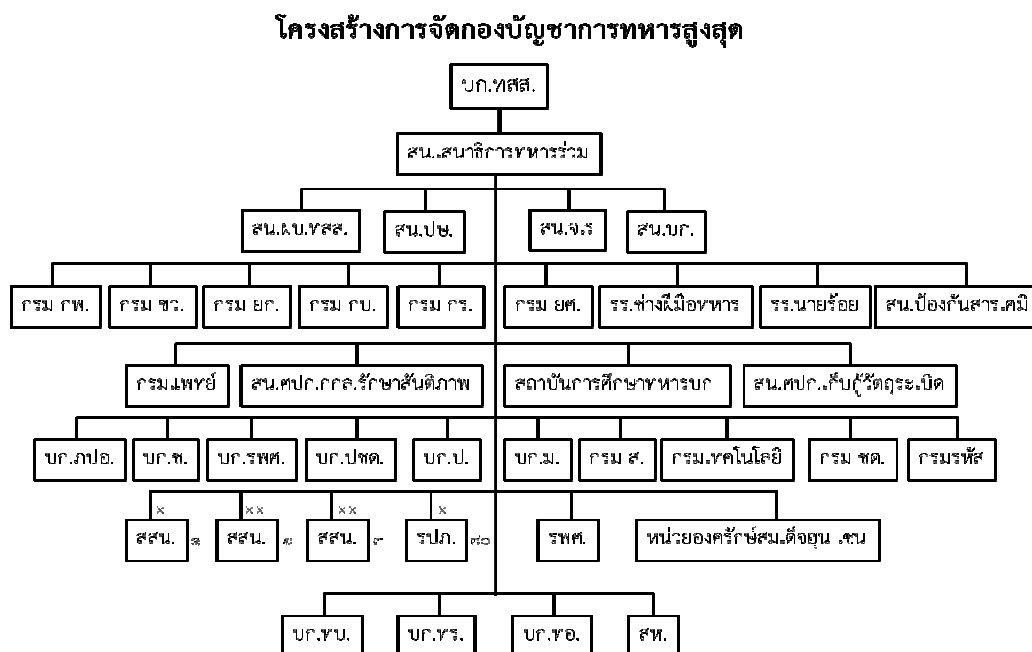 โครงสร้างการจัดกองบัญชาการทหารสูงสุด
บก.ทสส.
สน.เสนาธิการทหารร่วม
สน.ผบ.ทสส. สน.ปษ. สน.จ.ร สน.บก.
กรม กพ. กรม ขว. กรม ยก. กรม กบ. กรม กร. กรม ยศ. รร.ช่างฝีมือทหาร รร.นายร้อย สน.ป้องกันสารเคมี
กรมแพทย์ สน.ศปก.กกล.รักษาสันติภาพ สถาบันการศึกษาทหารบก สน.ศปก.เก็บกู้วัตถุระเบิด
บก.ภปอ. บก.ช. บก.รพศ. บก.ปชด. บก.ป. บก.ม. กรม ส. กรมเทคโนโลยี กรม ชด. กรมรหัส
x xx xx x
สสน. ๑ สสน. ๒ สสน. ๓ รปภ. ๗๐ รพศ. หน่วยองครักษ์สมเด็จฮุน เซน
บก.ทบ. บก.ทร. บก.ทอ. สห.